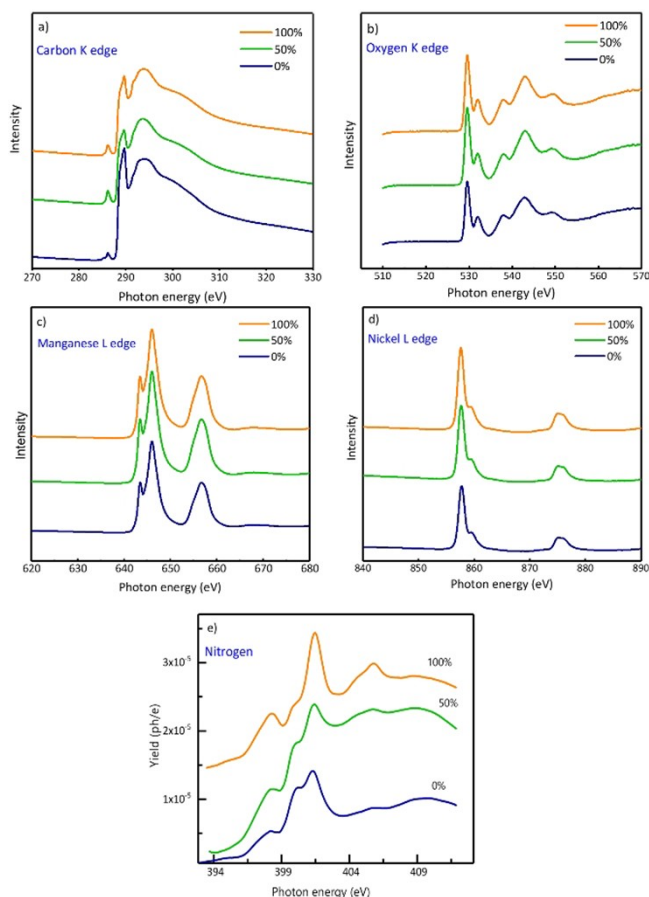 a)
Carbon K edge
100%
50%
0%
Intensity
270 280 290 300 310 320 330
Photon energy (eV)
b)
Oxygen K edge
100%
50%
0%
Intensity
510 520 530 540 550 560 570
Photon energy (eV)
c)
Manganese L edge
100%
50%
0%
Intensity
620 630 640 650 660 670 680
Photon energy (eV)
d)
Nickel L edge
100%
50%
0%
Intensity
840 850 860 870 880 890
Photon energy (eV)
e)
Nitrogen
100%
50%
0%
Yield (ph/e)
3x10-5
2x10-5
1x10-5
394 399 404 409
Photon energy (eV)